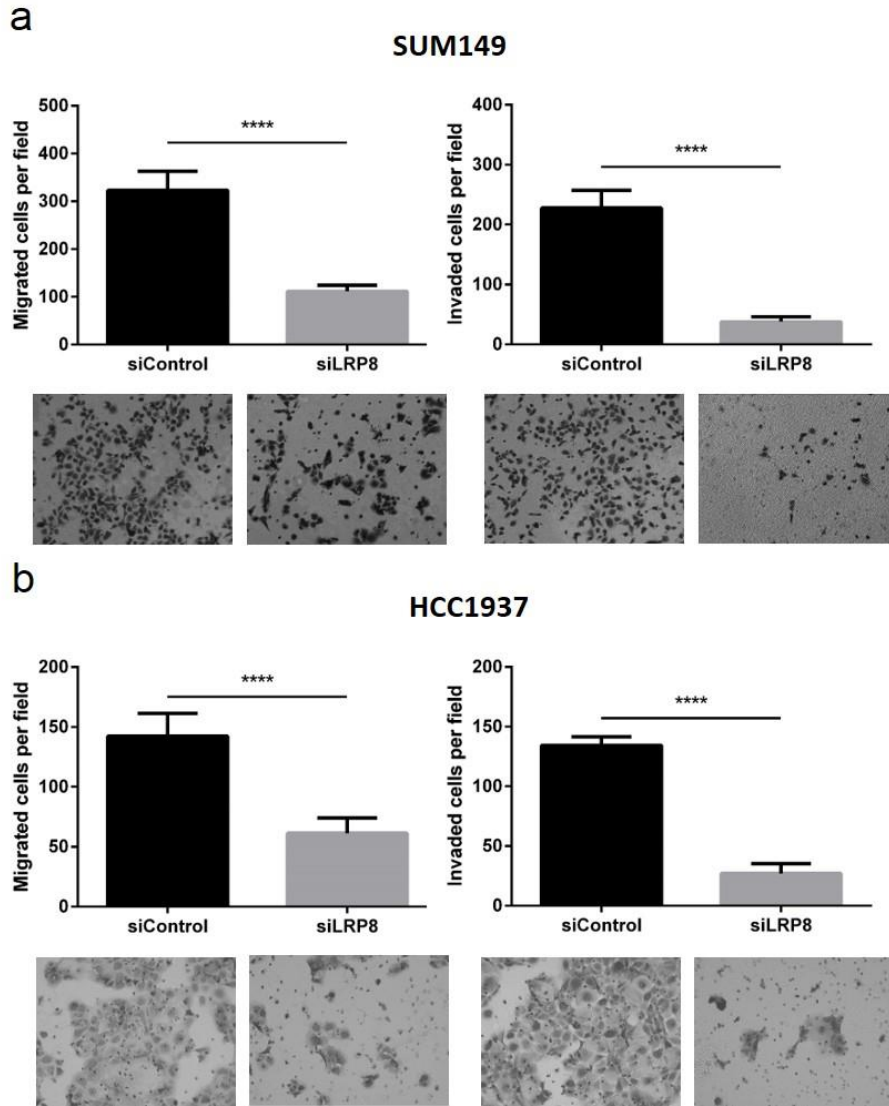 a
SUM149
Migrated cells per field
500
400
300
200
100
0
****
siControl
siLRP8
Invaded cells per field
400
300
200
100
0
****
siControl
siLRP8
b
HCC1937
Migrated cells per field
200
150
100
50
0
****
siControl
siLRP8
Invaded cells per field
200
150
100
50
0
****
siControl
siLRP8